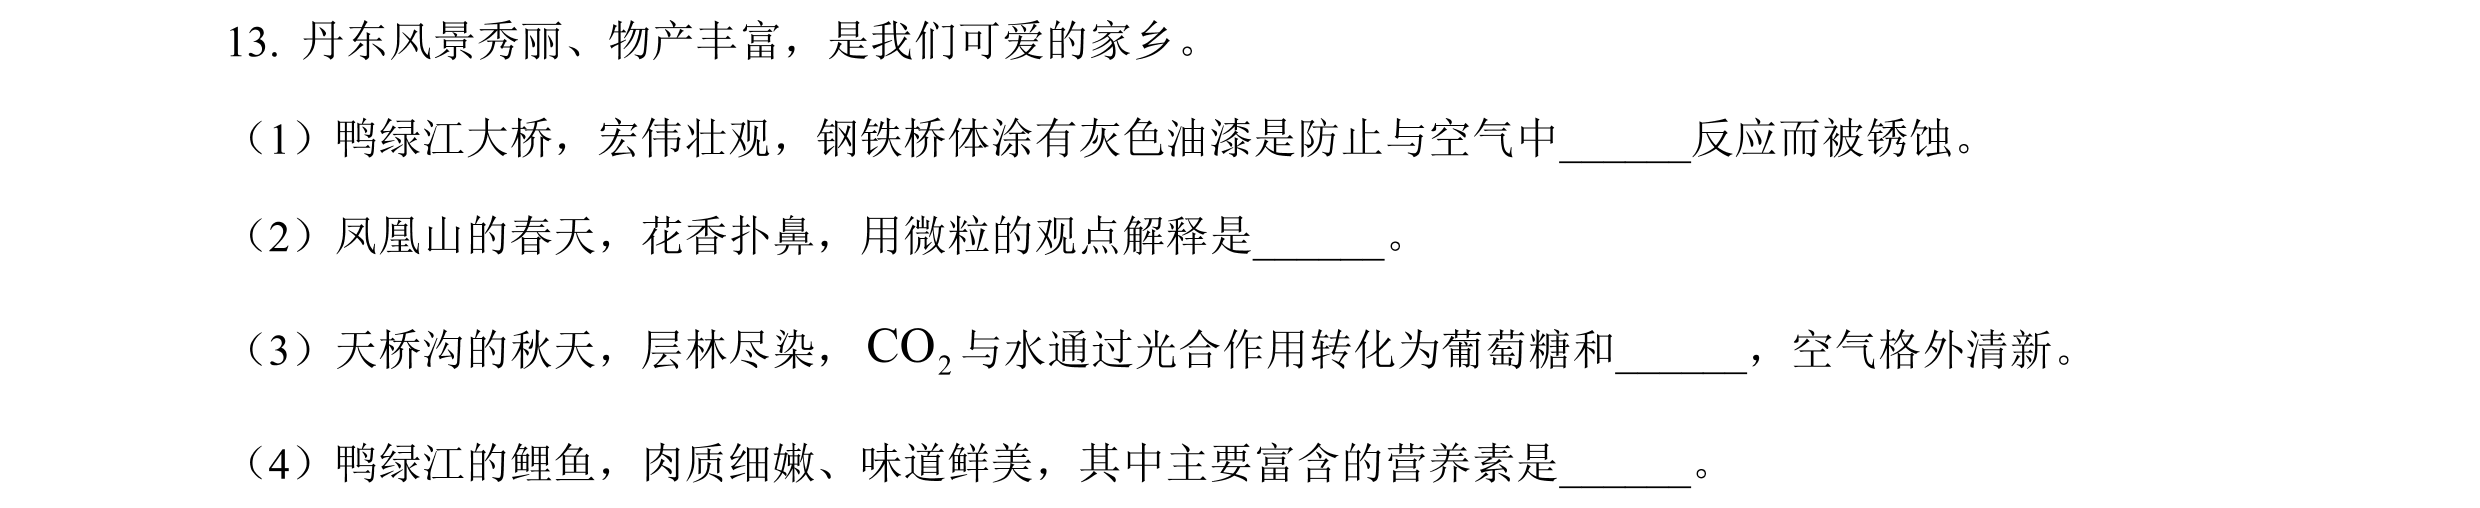 13. 丹东风景秀丽、物产丰富，是我们可爱的家乡。
（1）鸭绿江大桥，宏伟壮观，钢铁桥体涂有灰色油漆是防止与空气中______反应而被锈蚀。
（2）凤凰山的春天，花香扑鼻，用微粒的观点解释是______。
（3）天桥沟的秋天，层林尽染，CO₂与水通过光合作用转化为葡萄糖和______，空气格外清新。
（4）鸭绿江的鲤鱼，肉质细嫩、味道鲜美，其中主要富含的营养素是______。